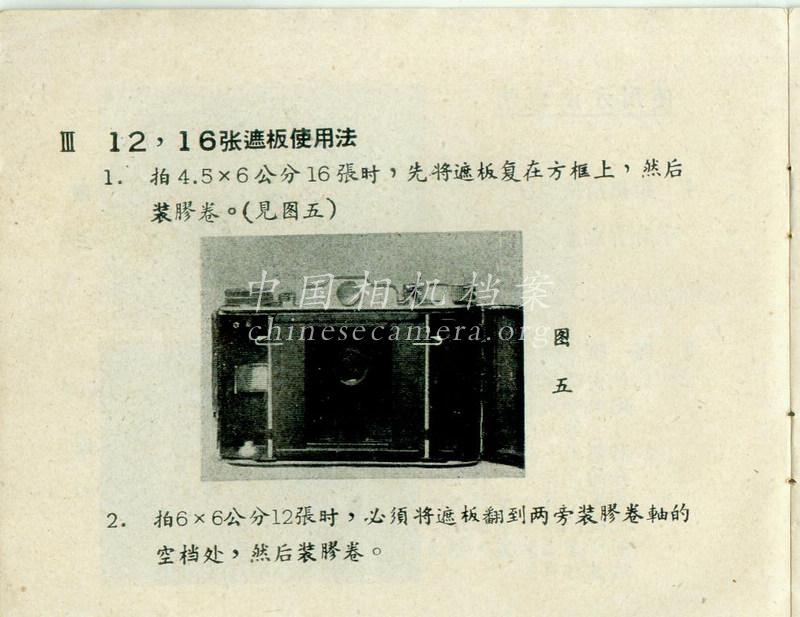 Ⅲ 12，16张遮板使用法
1. 拍4.5×6公分16張时，先将遮板复在方框上，然后
装膠卷。(見图五)
中国相机档案
chinesecamera.org
图
五
2. 拍6×6公分12張时，必須将遮板翻到两旁装膠卷軸的
空档处，然后装膠卷。